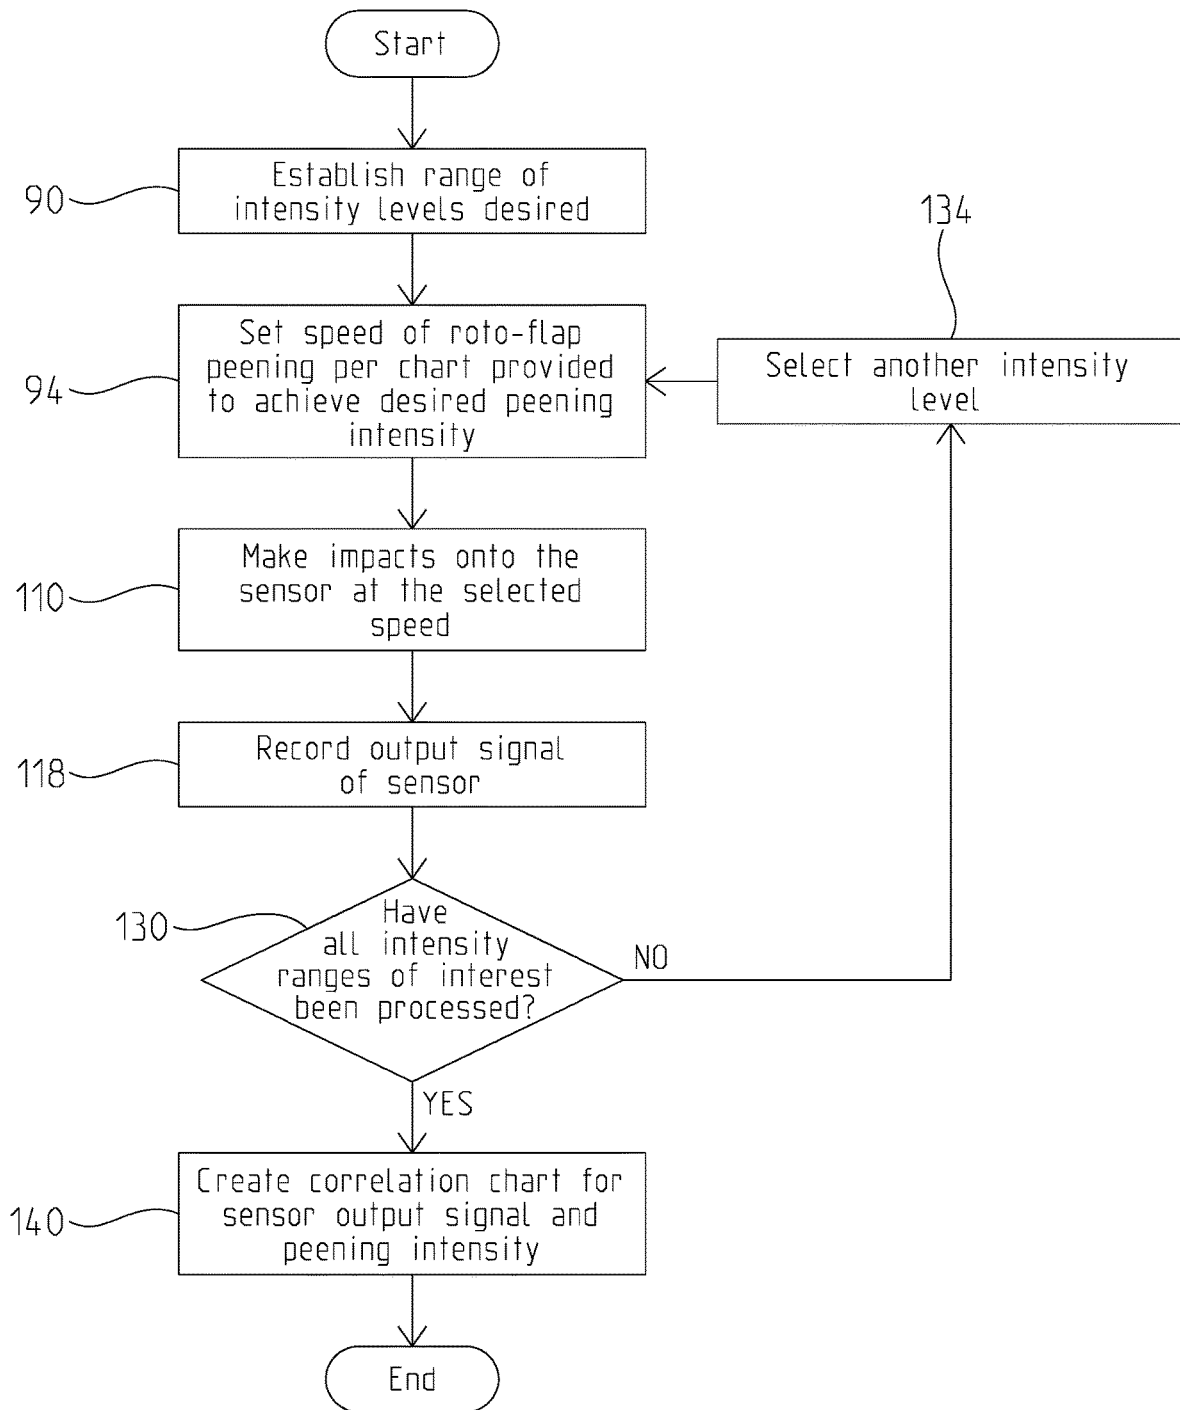 Start
90
Establish range of
intensity levels desired
134
94
Set speed of roto-flap
peening per chart provided
to achieve desired peening
intensity
Select another intensity
level
110
Make impacts onto the
sensor at the selected
speed
118
Record output signal
of sensor
130
Have
all intensity
ranges of interest
been processed?
NO
YES
140
Create correlation chart for
sensor output signal and
peening intensity
End